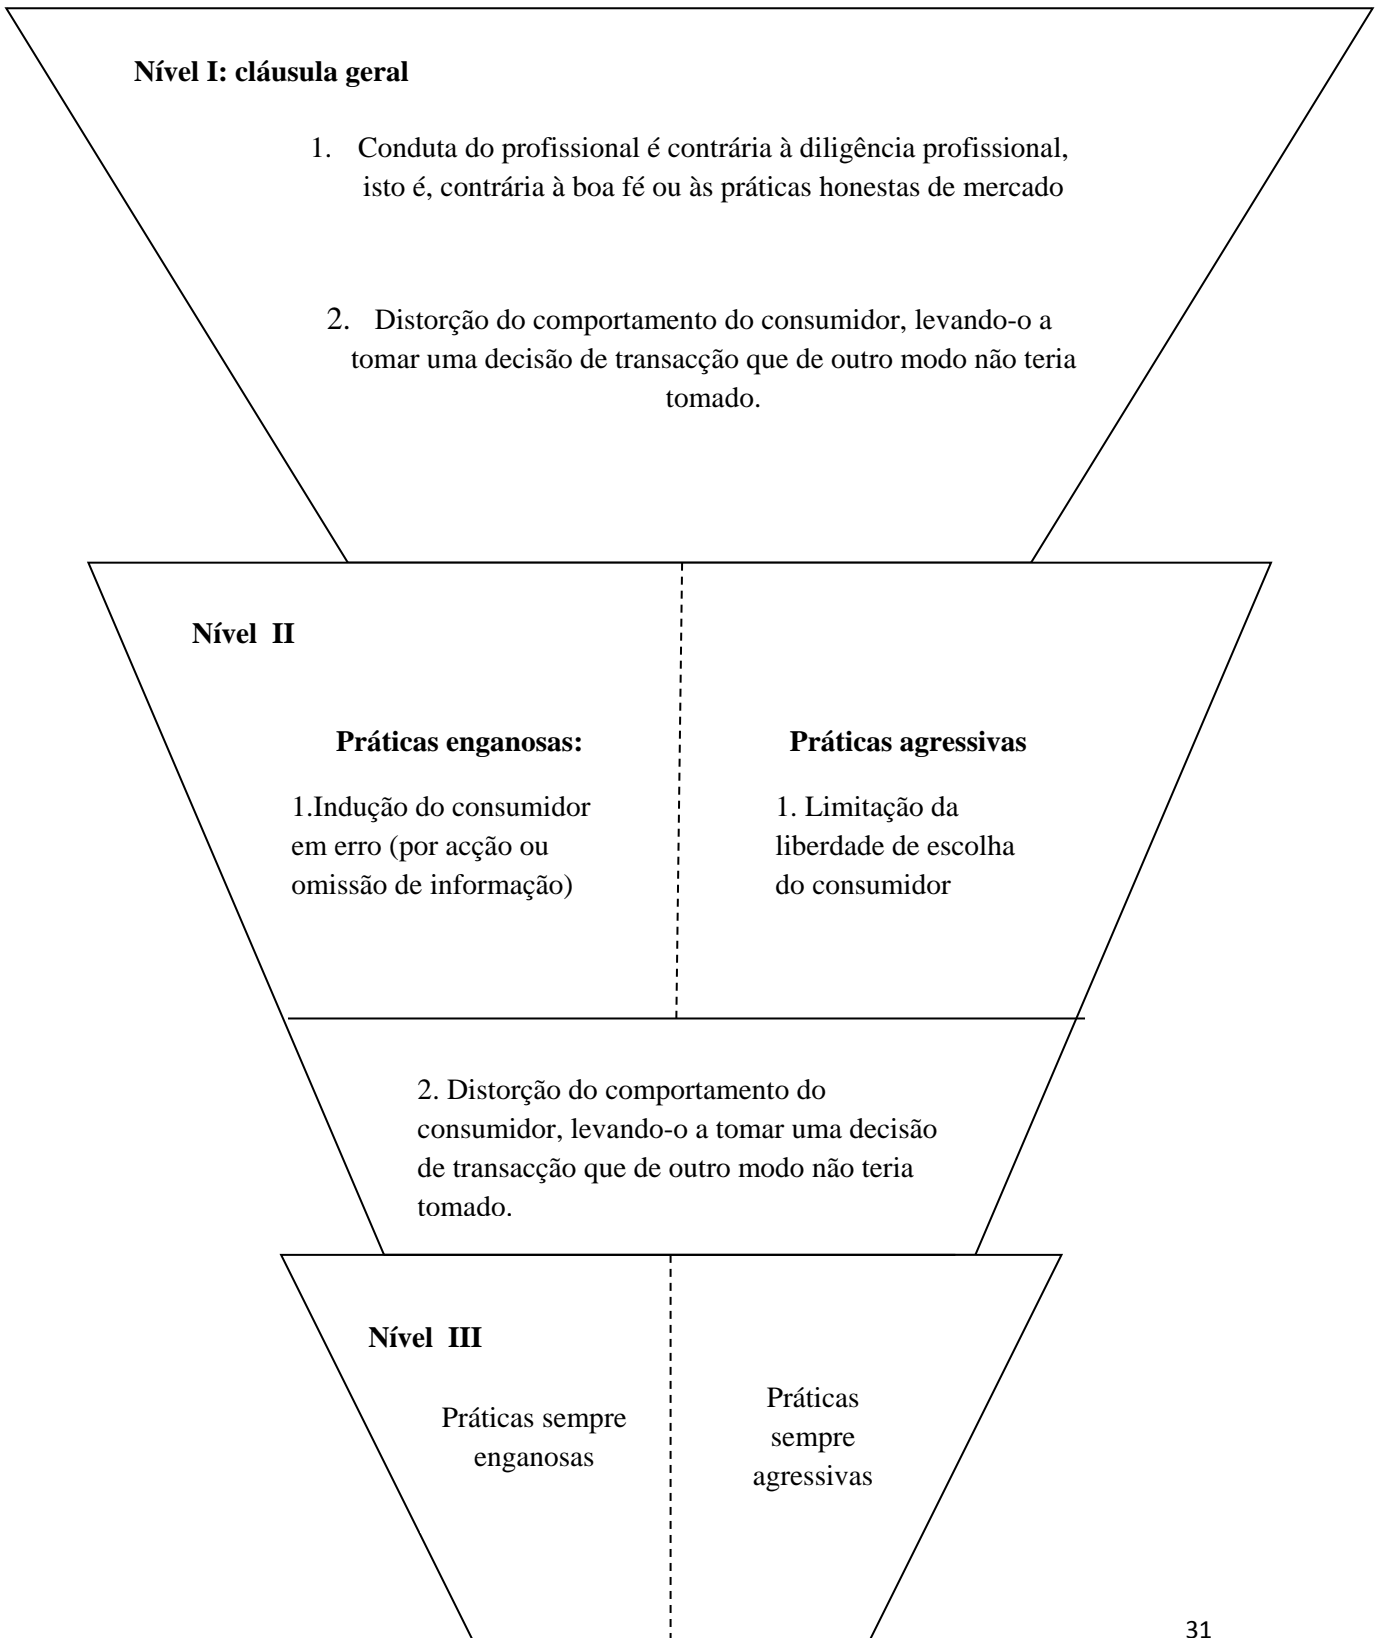 Nível I: cláusula geral
1. Conduta do profissional é contrária à diligência profissional,
isto é, contrária à boa fé ou às práticas honestas de mercado
2. Distorção do comportamento do consumidor, levando-o a
tomar uma decisão de transacção que de outro modo não teria
tomado.
Nível II
Práticas enganosas:
1.Indução do consumidor
em erro (por acção ou
omissão de informação)
Práticas agressivas
1. Limitação da
liberdade de escolha
do consumidor
2. Distorção do comportamento do
consumidor, levando-o a tomar uma decisão
de transacção que de outro modo não teria
tomado.
Nível III
Práticas sempre
enganosas
Práticas
sempre
agressivas
31